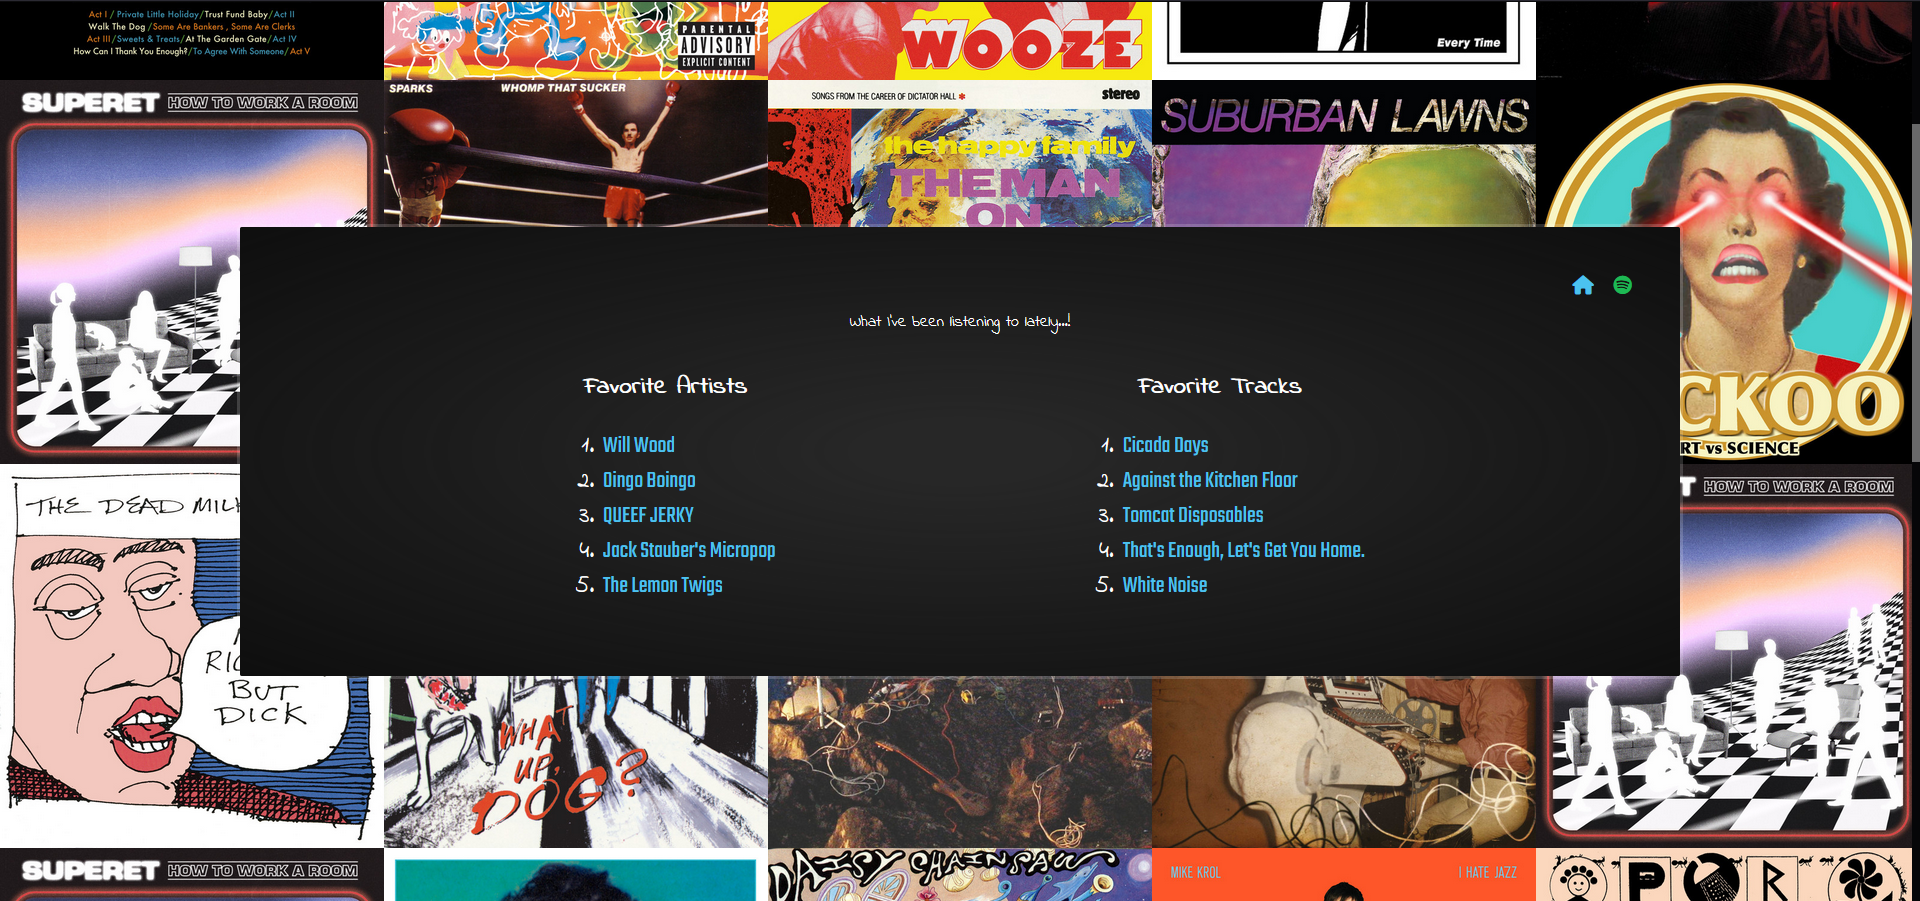 Act I / Private Little Holiday/Trust Fund Baby/Act II
Walk The Dog /Some Are Bankers , Some Are Clerks
Act III/Sweets & Treats/At The Garden Gate/Act IV
How Can I Thank You Enough?/To Agree With Someone/Act V
PARENTAL
ADVISORY
EXPLICIT CONTENT
WOOZE
Every Time
SUPERET HOW TO WORK A ROOM
SPARKS WHOMP THAT SUCKER
SONGS FROM THE CAREER OF DICTATOR HALL * stereo
the happy family
THE MAN
ON
SUBURBAN LAWNS
CKOO
RT vs SCIENCE
What I've been listening to lately...!
Favorite Artists
1. Will Wood
2. Oingo Boingo
3. QUEEF JERKY
4. Jack Stauber's Micropop
5. The Lemon Twigs
Favorite Tracks
1. Cicada Days
2. Against the Kitchen Floor
3. Tomcat Disposables
4. That's Enough, Let's Get You Home.
5. White Noise
THE DEAD MILK
RIC
BUT
DICK
T HOW TO WORK A ROOM
WHAT
UP,
DOG?
SUPERET HOW TO WORK A ROOM
DAISY CHAINSAW
MIKE KROL I HATE JAZZ
P R